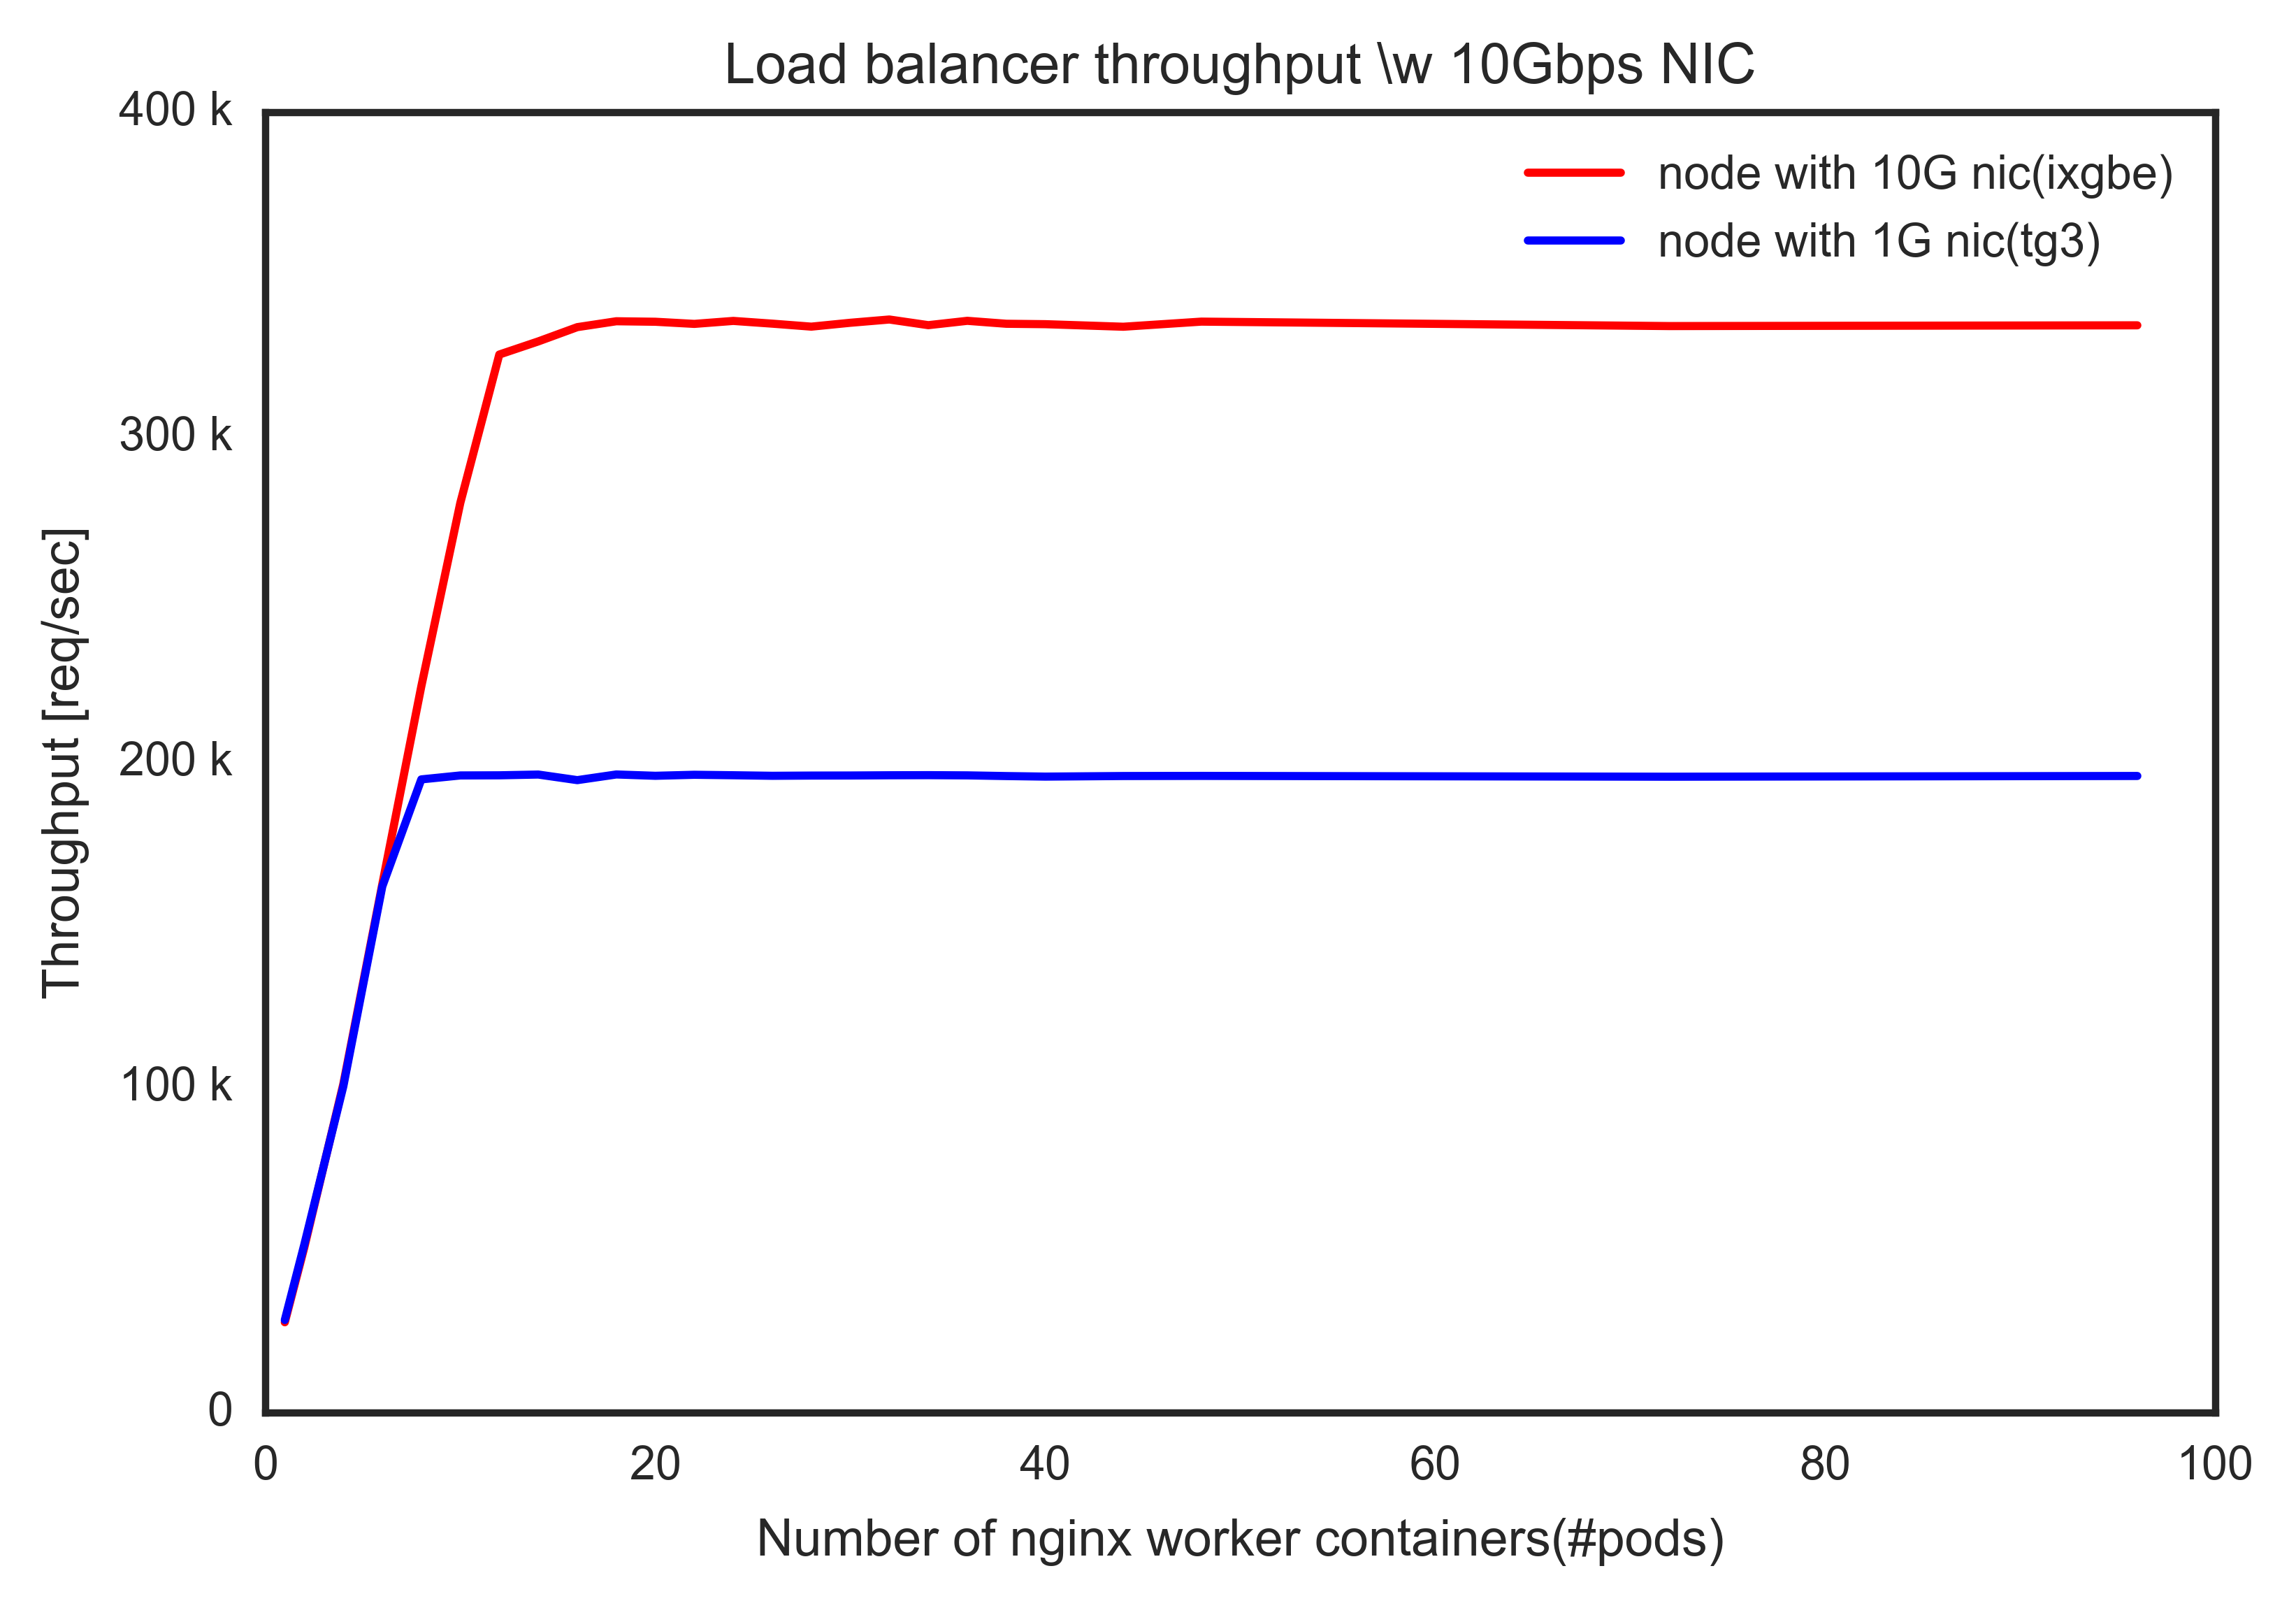 Load balancer throughput \w 10Gbps NIC
400 k
300 k
200 k
100 k
0
Throughput [req/sec]
node with 10G nic(ixgbe)
node with 1G nic(tg3)
0 20 40 60 80 100
Number of nginx worker containers(#pods)